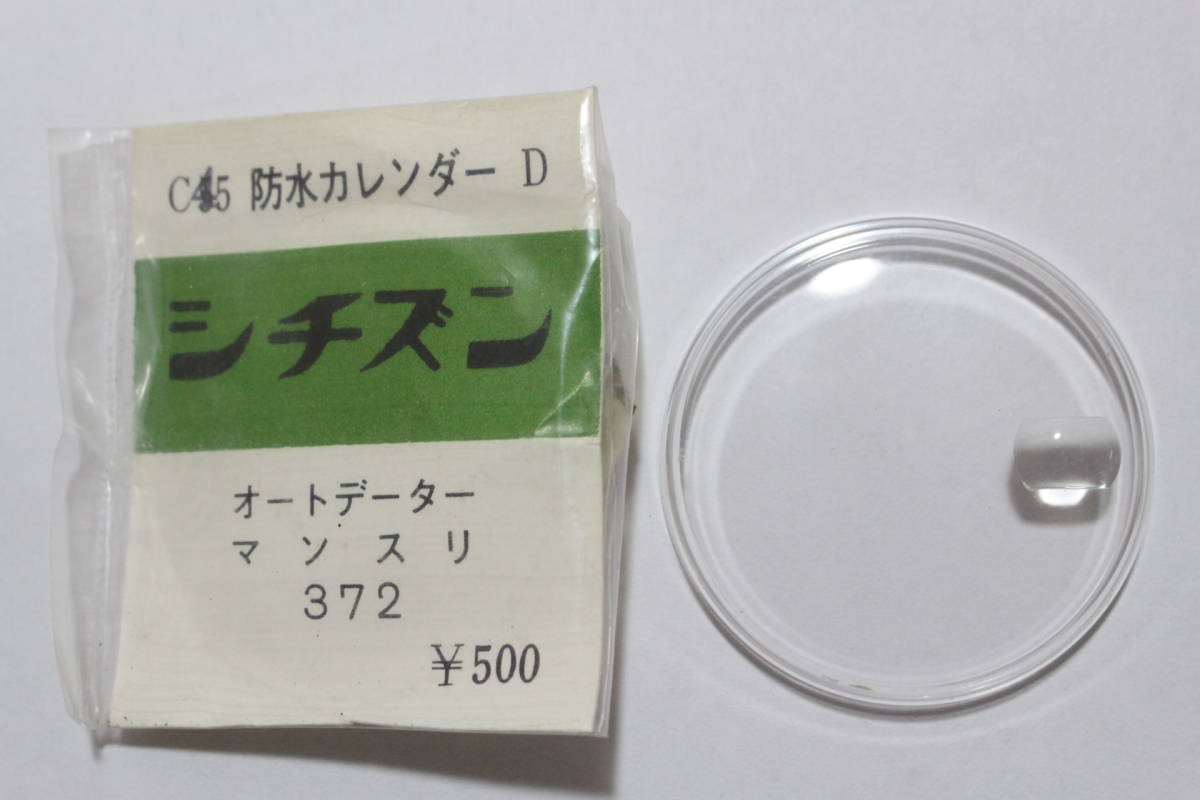 C45 防水カレンダー D
シチズン
オートデーター
マンスリ
372
¥500